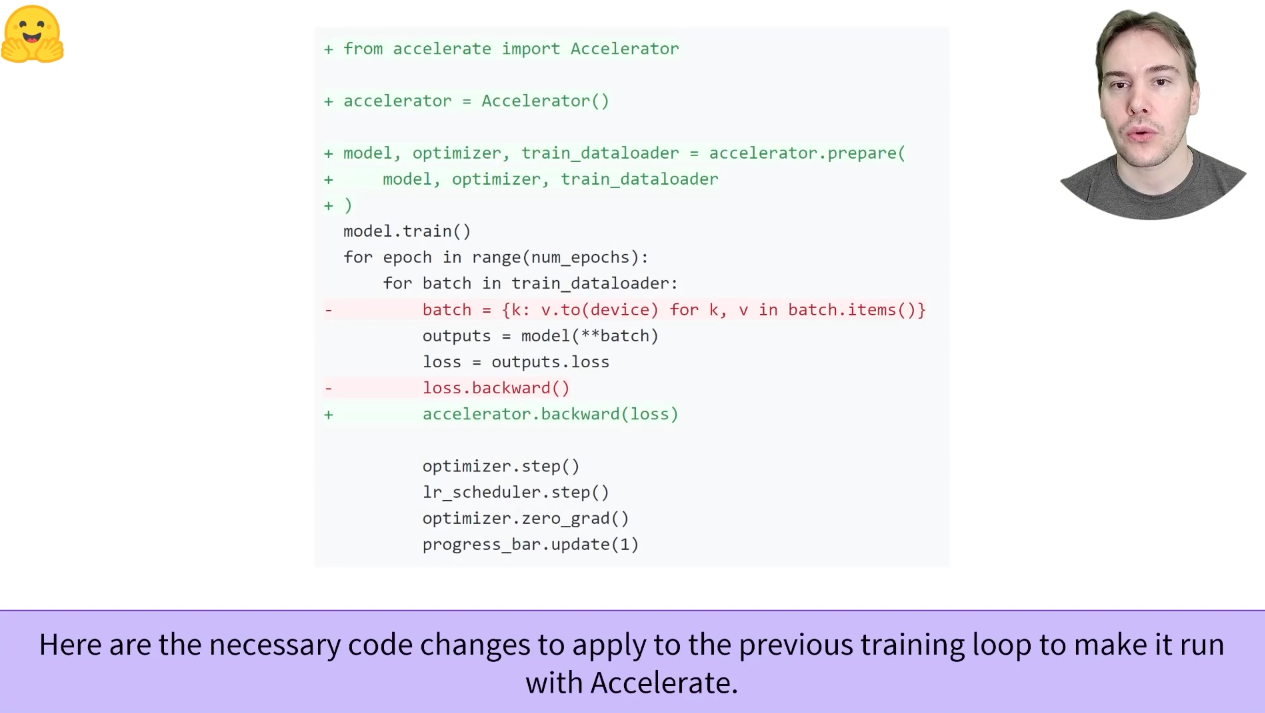 + from accelerate import Accelerator
+ accelerator = Accelerator()
+ model, optimizer, train_dataloader = accelerator.prepare(
+     model, optimizer, train_dataloader
+ )
  model.train()
  for epoch in range(num_epochs):
      for batch in train_dataloader:
-         batch = {k: v.to(device) for k, v in batch.items()}
          outputs = model(**batch)
          loss = outputs.loss
-         loss.backward()
+         accelerator.backward(loss)
          optimizer.step()
          lr_scheduler.step()
          optimizer.zero_grad()
          progress_bar.update(1)
Here are the necessary code changes to apply to the previous training loop to make it run
with Accelerate.